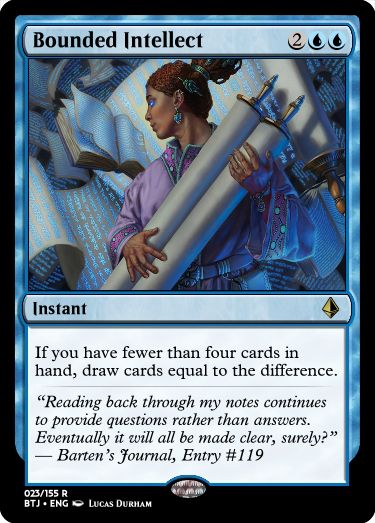 Bounded Intellect 2
Instant
If you have fewer than four cards in
hand, draw cards equal to the difference.
“Reading back through my notes continues
to provide questions rather than answers.
Eventually it will all be made clear, surely?”
— Barten's Journal, Entry #119
023/155 R
BTJ • ENG Lucas Durham